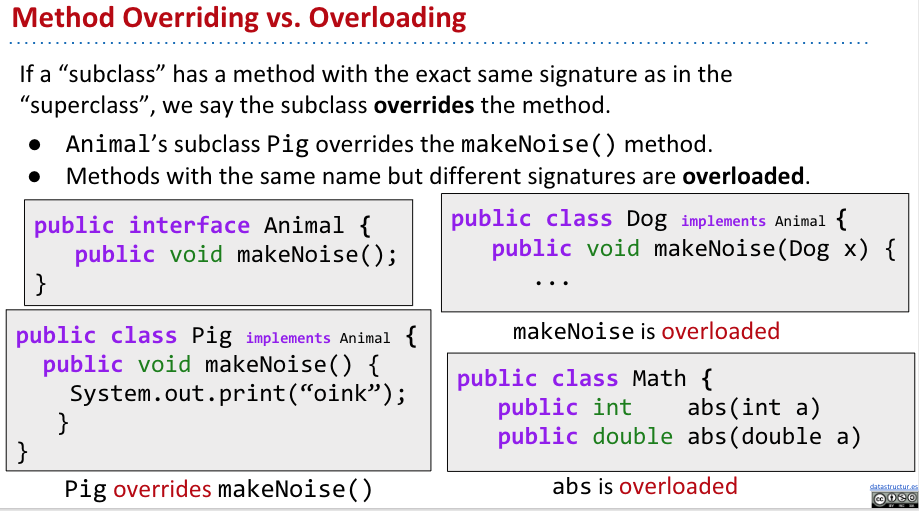 Method Overriding vs. Overloading
If a “subclass” has a method with the exact same signature as in the
“superclass”, we say the subclass overrides the method.
● Animal’s subclass Pig overrides the makeNoise() method.
● Methods with the same name but different signatures are overloaded.
public interface Animal {
public void makeNoise();
}
public class Pig implements Animal {
public void makeNoise() {
System.out.print(“oink”);
}
}
Pig overrides makeNoise()
public class Dog implements Animal {
public void makeNoise(Dog x) {
...
makeNoise is overloaded
public class Math {
public int abs(int a)
public double abs(double a)
abs is overloaded
datastructur.es